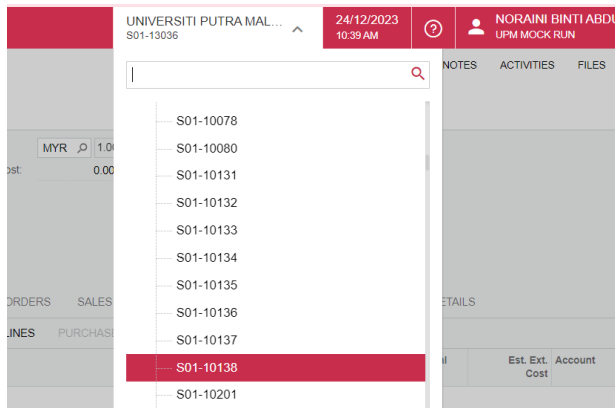 UNIVERSITI PUTRA MAL...
S01-13036
24/12/2023
10:39 AM
NORAINI BINTI ABDU
UPM MOCK RUN
NOTES ACTIVITIES FILES
S01-10078
MYR 1.00
S01-10080
ost: 0.00
S01-10131
S01-10132
S01-10133
S01-10134
S01-10135
ORDERS SALES ETAILS
S01-10136
LINES PURCHASE
S01-10137
Est. Ext. Account
Cost
S01-10138
S01-10201